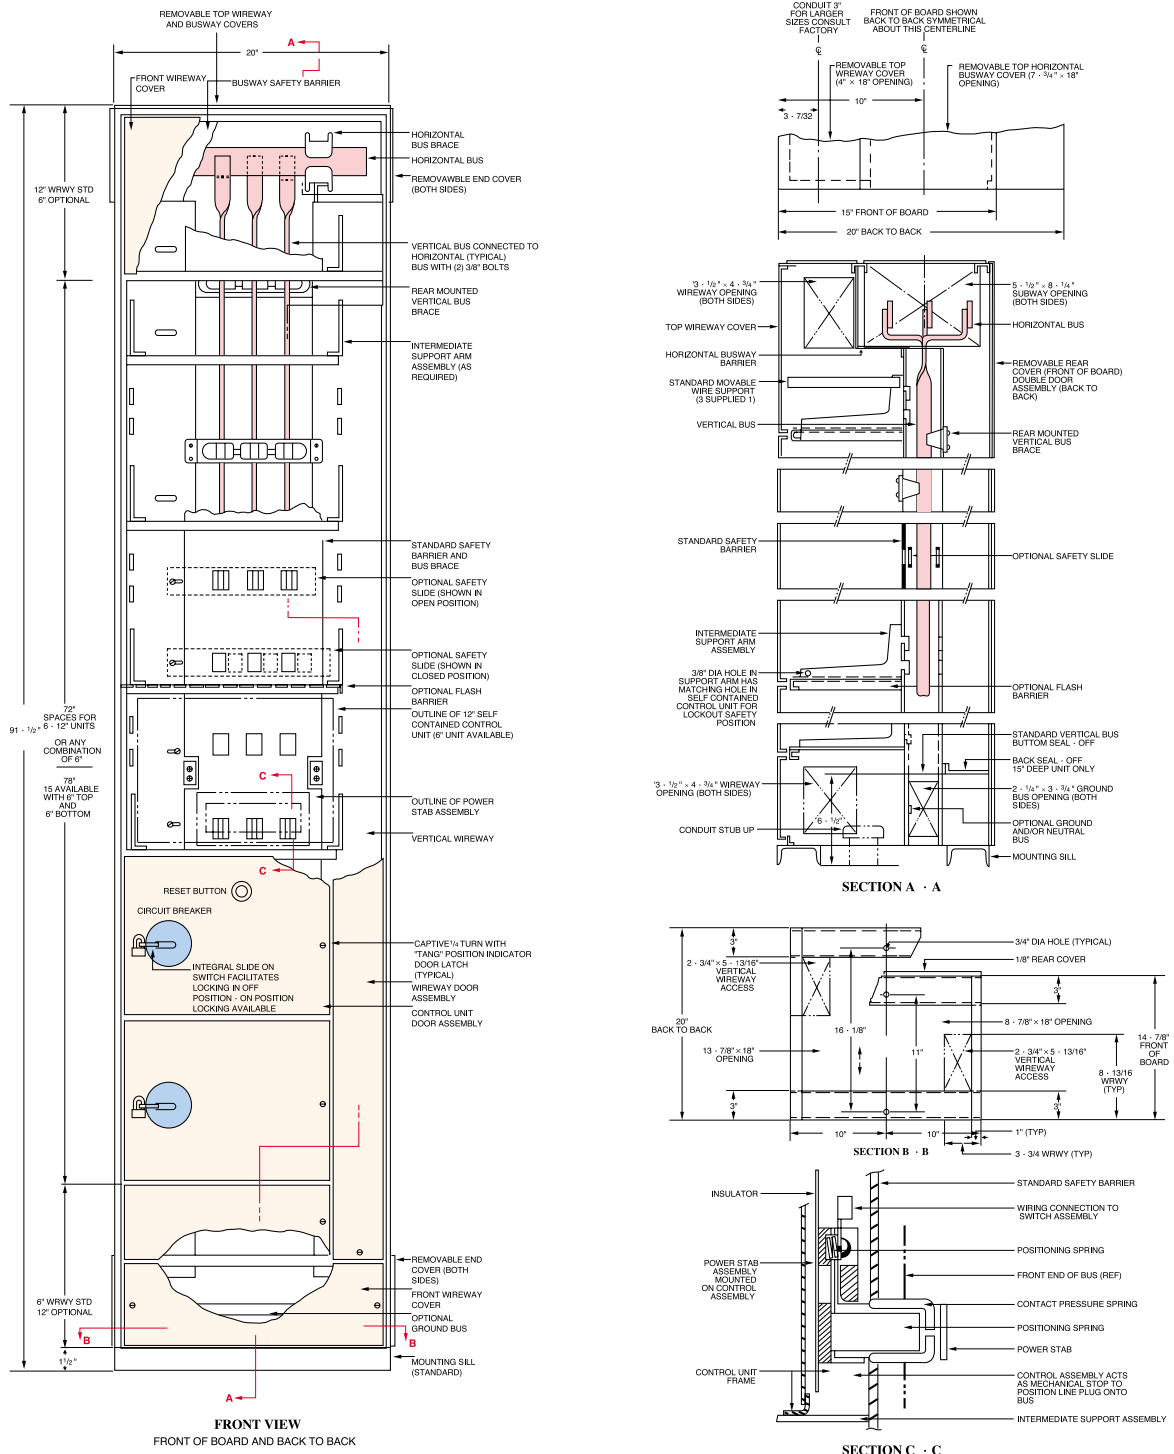 REMOVABLE TOP WIREWAY
AND BUSWAY COVERS
A
20"
FRONT WIREWAY
COVER
BUSWAY SAFETY BARRIER
HORIZONTAL
BUS BRACE
HORIZONTAL BUS
REMOVAWBLE END COVER
(BOTH SIDES)
12" WRWY STD
6" OPTIONAL
VERTICAL BUS CONNECTED TO
HORIZONTAL (TYPICAL)
BUS WITH (2) 3/8" BOLTS
REAR MOUNTED
VERTICAL BUS
BRACE
INTERMEDIATE
SUPPORT ARM
ASSEMBLY (AS
REQUIRED)
STANDARD SAFETY
BARRIER AND
BUS BRACE
OPTIONAL SAFETY
SLIDE (SHOWN IN
OPEN POSITION)
OPTIONAL SAFETY
SLIDE (SHOWN IN
CLOSED POSITION)
OPTIONAL FLASH
BARRIER
OUTLINE OF 12" SELF
CONTAINED CONTROL
UNIT (6" UNIT AVAILABLE)
91 - 1/2"
72"
SPACES FOR
6 - 12" UNITS
OR ANY
COMBINATION
OF 6"
78"
15 AVAILABLE
WITH 6" TOP
AND
6" BOTTOM
C
OUTLINE OF POWER
STAB ASSEMBLY
VERTICAL WIREWAY
C
RESET BUTTON
CIRCUIT BREAKER
INTEGRAL SLIDE ON
SWITCH FACILITATES
LOCKING IN OFF
POSITION - ON POSITION
LOCKING AVAILABLE
CAPTIVE 1/4 TURN WITH
"TANG" POSITION INDICATOR
DOOR LATCH
(TYPICAL)
WIREWAY DOOR
ASSEMBLY
CONTROL UNIT
DOOR ASSEMBLY
REMOVABLE END
COVER (BOTH
SIDES)
FRONT WIREWAY
COVER
OPTIONAL
GROUND BUS
6" WRWY STD
12" OPTIONAL
B
B
1 1/2"
MOUNTING SILL
(STANDARD)
A
FRONT VIEW
FRONT OF BOARD AND BACK TO BACK
CONDUIT 3"
FOR LARGER
SIZES CONSULT
FACTORY
FRONT OF BOARD SHOWN
BACK TO BACK SYMMETRICAL
ABOUT THIS CENTERLINE
℄
℄
REMOVABLE TOP
WREWAY COVER
(4" × 18" OPENING)
REMOVABLE TOP HORIZONTAL
BUSWAY COVER (7 - 3/4" × 18"
OPENING)
10"
3 - 7/32
15" FRONT OF BOARD
20" BACK TO BACK
'3 - 1/2" × 4 - 3/4"
WIREWAY OPENING
(BOTH SIDES)
5 - 1/2" × 8 - 1/4"
SUBWAY OPENING
(BOTH SIDES)
TOP WIREWAY COVER
HORIZONTAL BUS
HORIZONTAL BUSWAY
BARRIER
REMOVABLE REAR
COVER (FRONT OF BOARD)
DOUBLE DOOR
ASSEMBLY (BACK TO
BACK)
STANDARD MOVABLE
WIRE SUPPORT
(3 SUPPLIED 1)
VERTICAL BUS
REAR MOUNTED
VERTICAL BUS
BRACE
STANDARD SAFETY
BARRIER
OPTIONAL SAFETY SLIDE
INTERMEDIATE
SUPPORT ARM
ASSEMBLY
3/8" DIA HOLE IN
SUPPORT ARM HAS
MATCHING HOLE IN
SELF CONTAINED
CONTROL UNIT FOR
LOCKOUT SAFETY
POSITION
OPTIONAL FLASH
BARRIER
STANDARD VERTICAL BUS
BUTTOM SEAL - OFF
BACK SEAL - OFF
15" DEEP UNIT ONLY
'3 - 1/2" × 4 - 3/4" WIREWAY
OPENING (BOTH SIDES)
2 - 1/4" × 3 - 3/4" GROUND
BUS OPENING (BOTH
SIDES)
6 - 1/2"
CONDUIT STUB UP
OPTIONAL GROUND
AND/OR NEUTRAL
BUS
MOUNTING SILL
SECTION A - A
3"
3/4" DIA HOLE (TYPICAL)
1/8" REAR COVER
2 - 3/4"×5 - 13/16"
VERTICAL
WIREWAY
ACCESS
3"
20"
BACK TO BACK
16 - 1/8"
8 - 7/8"×18" OPENING
14 - 7/8"
FRONT
OF
BOARD
13 - 7/8"×18"
OPENING
11"
2 - 3/4"×5 - 13/16"
VERTICAL
WIREWAY
ACCESS
8 - 13/16
WRWY
(TYP)
3"
3"
10"
10"
1" (TYP)
SECTION B - B
3 - 3/4 WRWY (TYP)
STANDARD SAFETY BARRIER
INSULATOR
WIRING CONNECTION TO
SWITCH ASSEMBLY
POSITIONING SPRING
POWER STAB
ASSEMBLY
MOUNTED
ON CONTROL
ASSEMBLY
FRONT END OF BUS (REF)
CONTACT PRESSURE SPRING
POSITIONING SPRING
POWER STAB
CONTROL UNIT
FRAME
CONTROL ASSEMBLY ACTS
AS MECHANICAL STOP TO
POSITION LINE PLUG ONTO
BUS
INTERMEDIATE SUPPORT ASSEMBLY
SECTION C - C